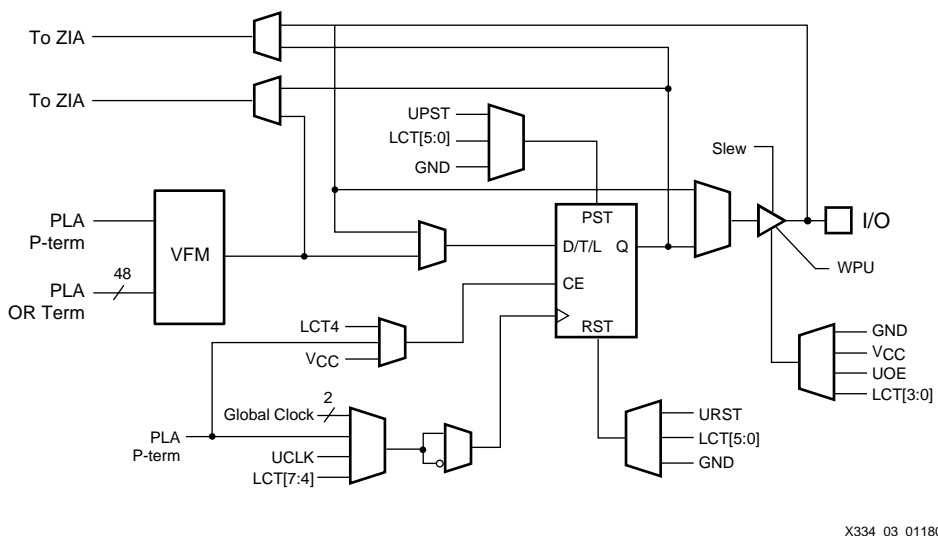 To ZIA
To ZIA
UPST
LCT[5:0]
GND
Slew
PLA
P-term
VFM
PST
D/T/L Q
CE
RST
I/O
WPU
48
PLA
OR Term
LCT4
VCC
GND
VCC
UOE
LCT[3:0]
2
Global Clock
PLA
P-term
UCLK
LCT[7:4]
URST
LCT[5:0]
GND
X334_03_01180